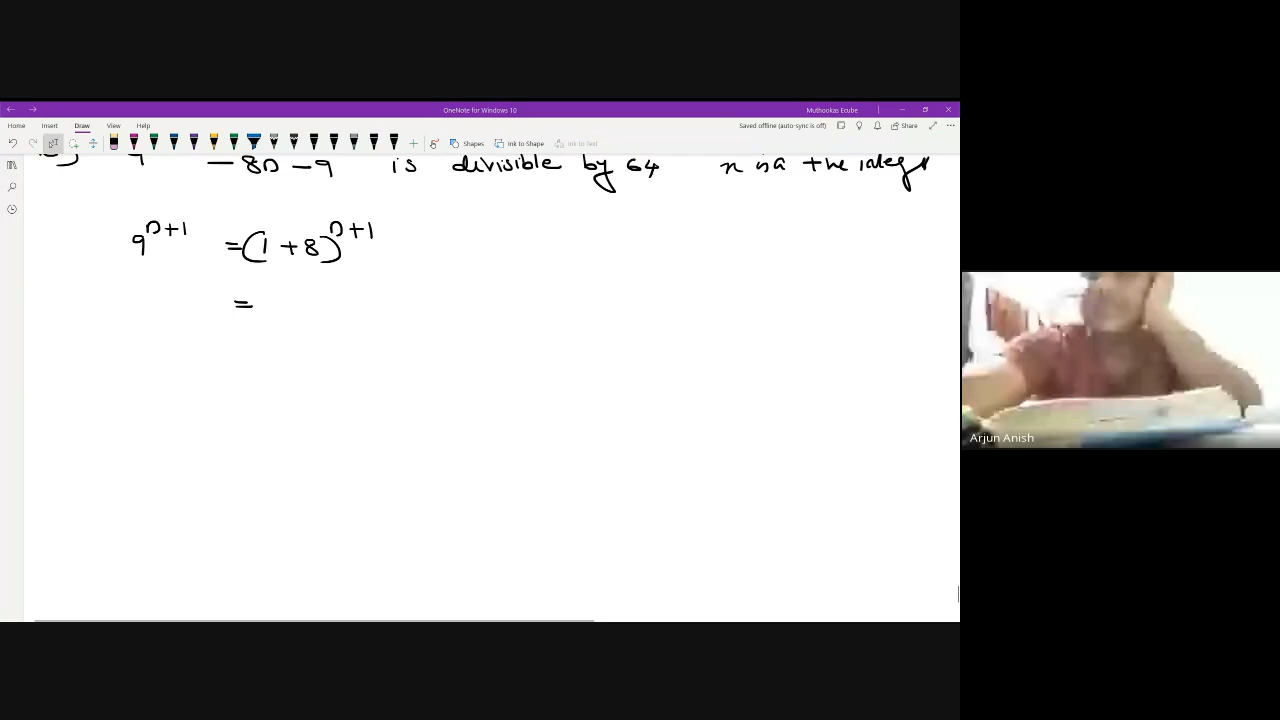 OneNote for Windows 10
Muthookas Ecube
Home Insert Draw View Help
Saved offline (auto-sync is off) Share
Shapes Ink to Shape Ink to Text
9 - 8n - 9 is divisible by 64 n is a +ve integer
9^{n+1} = (1 + 8)^{n+1}
=
Arjun Anish